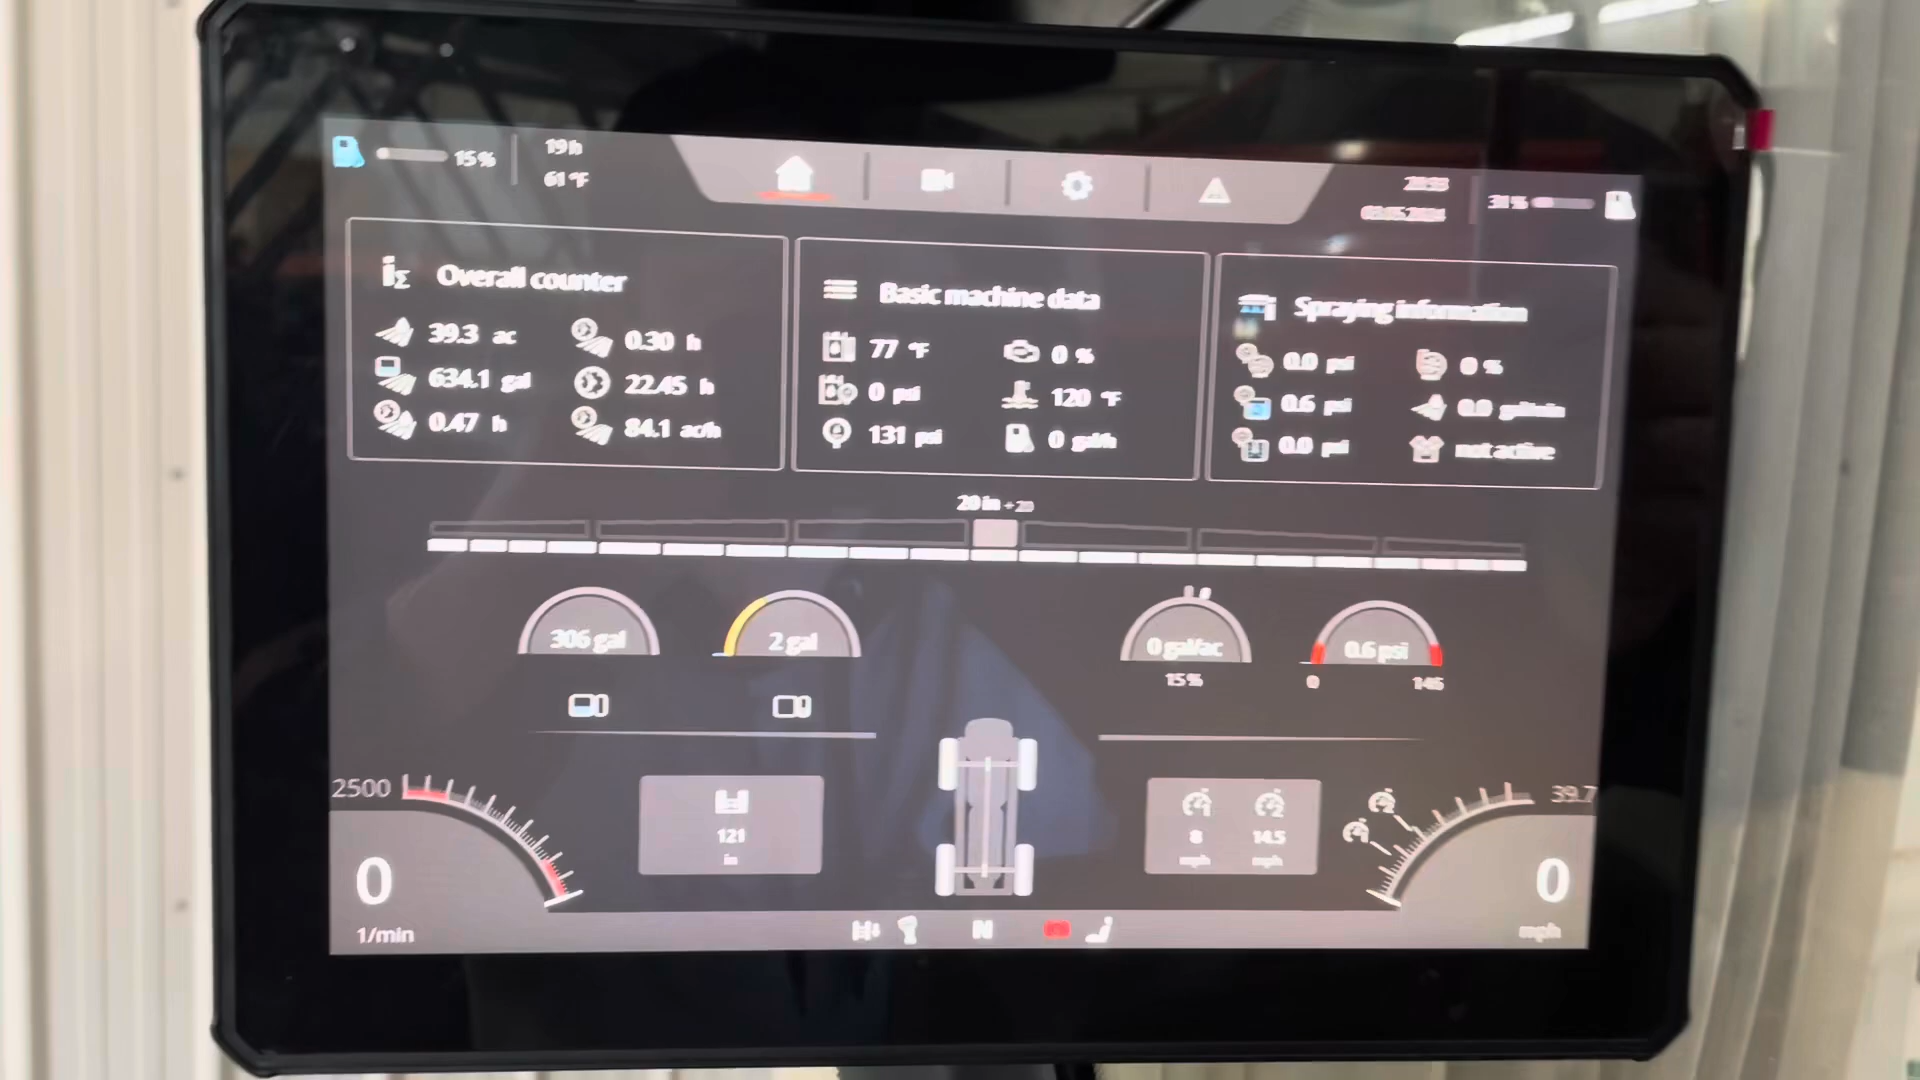 15%
19 h
61 °F
31%
Overall counter
39.3 ac
0.30 h
634.1 gal
22.45 h
0.47 h
84.1 ac/h
Basic machine data
77 °F
0 %
0 psi
120 °F
131 psi
0 gal/h
Spraying information
0.0 psi
0 %
0.6 psi
0.0 gal/min
0.0 psi
not active
20 in
306 gal
2 gal
0 gal/ac
15%
0.6 psi
0
145
2500
0
1/min
121
in
1
2
8
14.5
mph
mph
39.7
0
mph
N